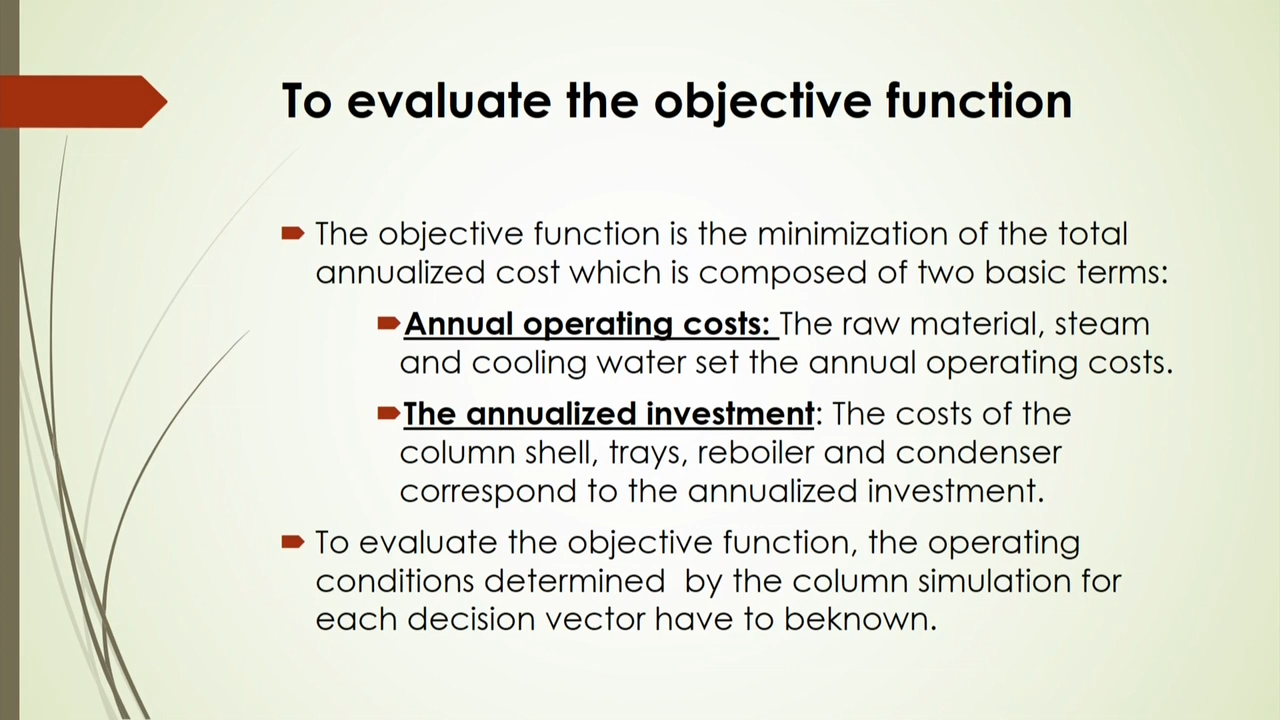 To evaluate the objective function
The objective function is the minimization of the total
annualized cost which is composed of two basic terms:
Annual operating costs: The raw material, steam
and cooling water set the annual operating costs.
The annualized investment: The costs of the
column shell, trays, reboiler and condenser
correspond to the annualized investment.
To evaluate the objective function, the operating
conditions determined  by the column simulation for
each decision vector have to beknown.